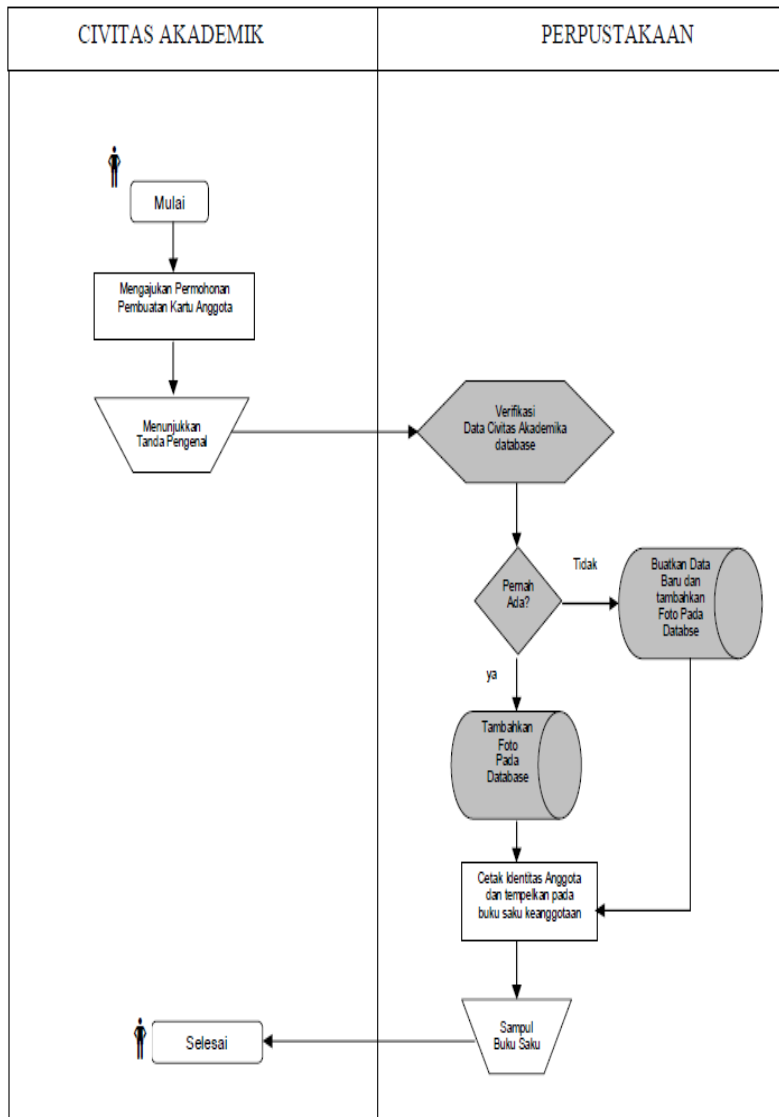 CIVITAS AKADEMIK
PERPUSTAKAAN
Mulai
Mengajukan Permohonan
Pembuatan Kartu Anggota
Menunjukkan
Tanda Pengenal
Verifikasi
Data Civitas Akademika
database
Pernah
Ada?
Tidak
Buatkan Data
Baru dan
tambahkan
Foto Pada
Databse
ya
Tambahkan
Foto
Pada
Database
Cetak Identitas Anggota
dan tempelkan pada
buku saku keanggotaan
Sampul
Buku Saku
Selesai